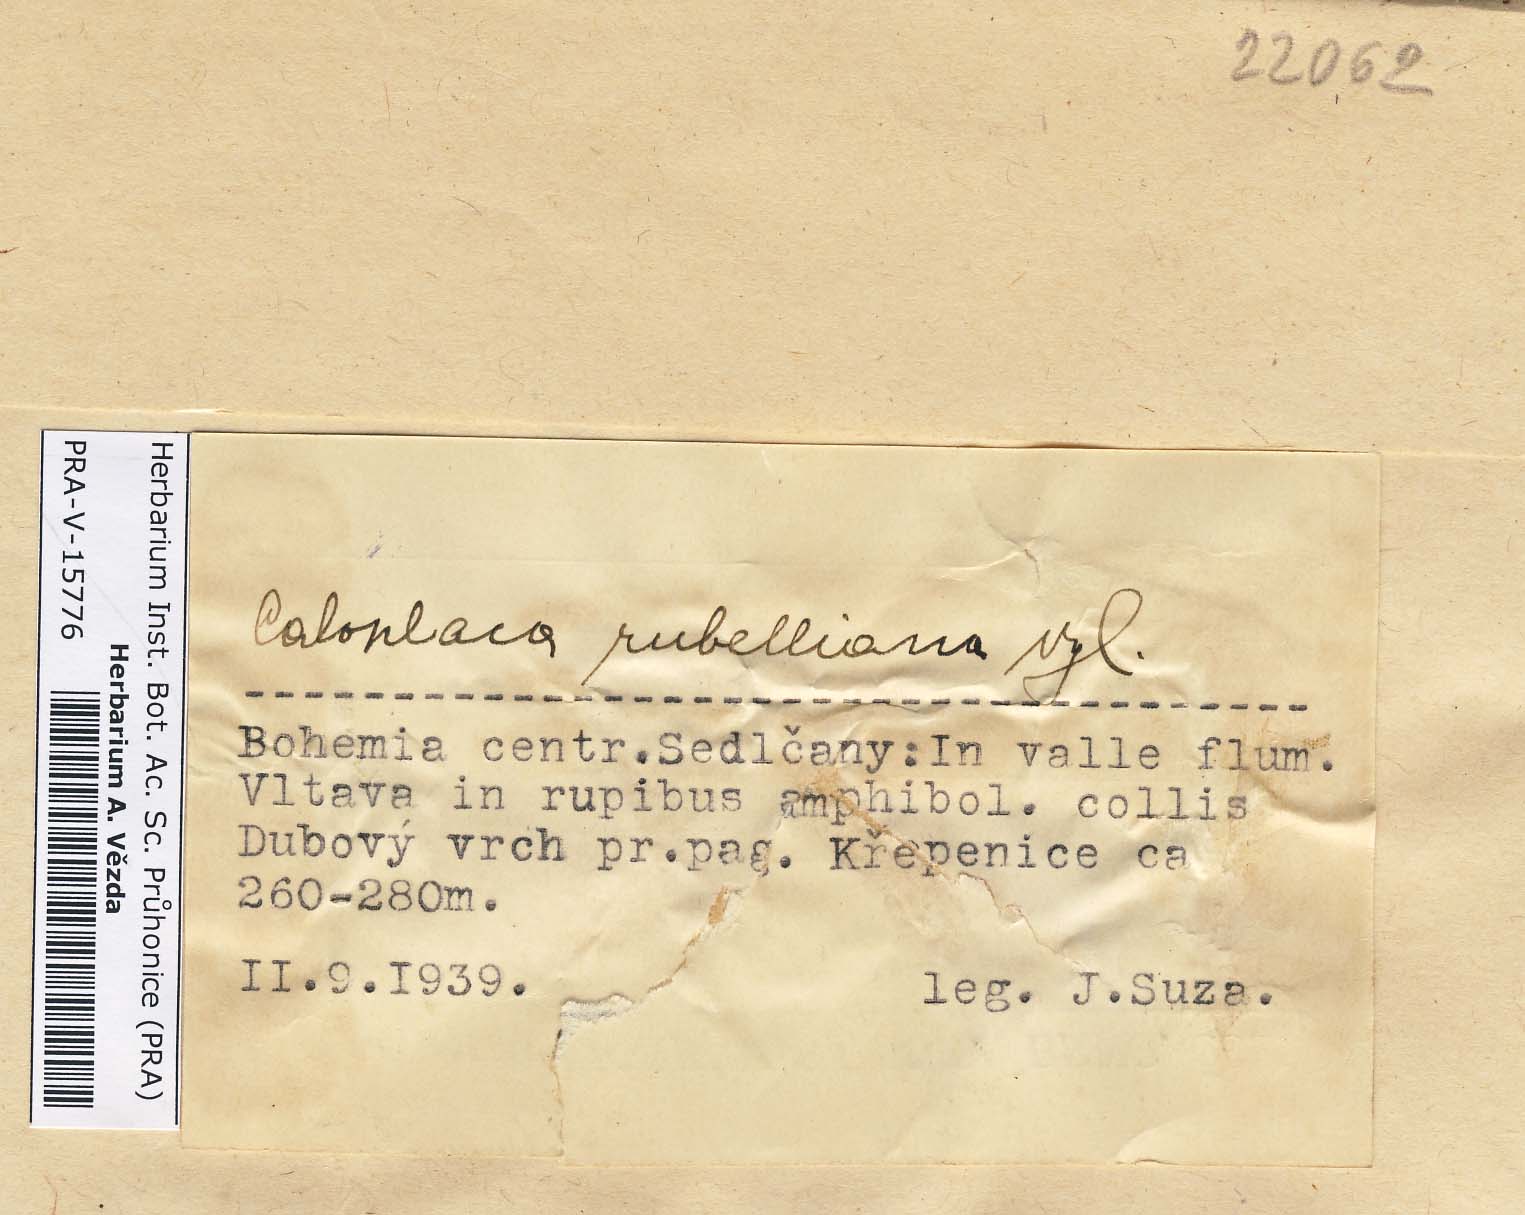 22062
Herbarium Inst. Bot. Ac. Sc. Průhonice (PRA)
Herbarium A. Vězda
PRA-V-15776
Caloplaca rubelliana Vyl.
Bohemia centr.Sedlčany:In valle flum.
Vltava in rupibus amphibol. collis
Dubový vrch pr.pag. Křepenice ca
260-280m.
II.9.I939.
leg. J.Suza.